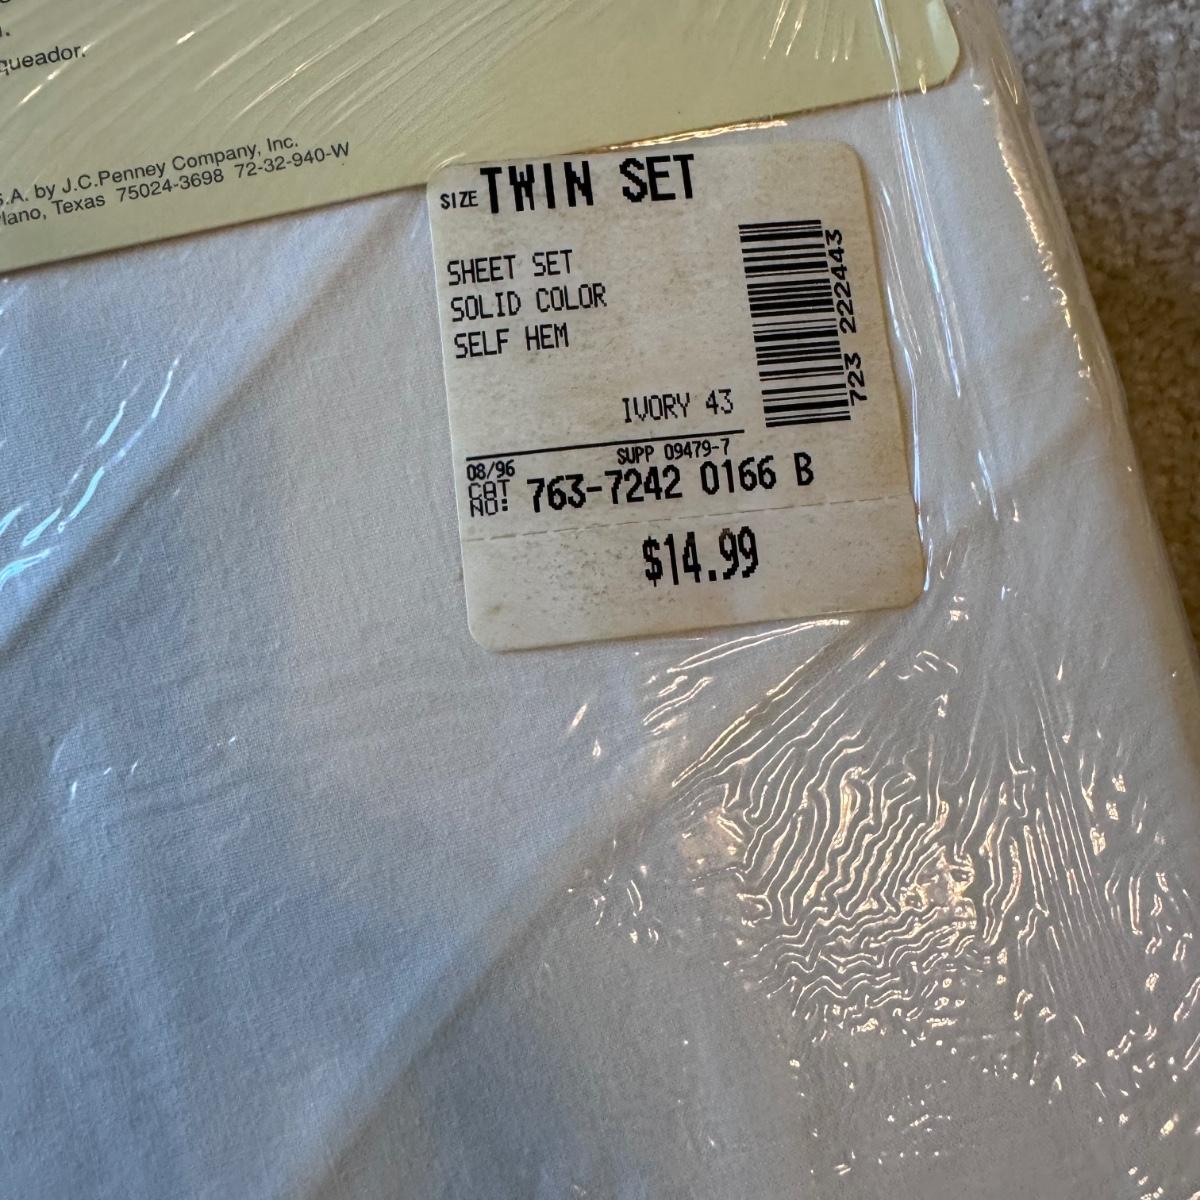 queador.
.A. by J.C.Penney Company, Inc.
Plano, Texas 75024-3698 72-32-940-W
SIZE TWIN SET
SHEET SET
SOLID COLOR
SELF HEM
IVORY 43
723 222443
08/96 SUPP 09479-7
CAT NO: 763-7242 0166 B
$14.99